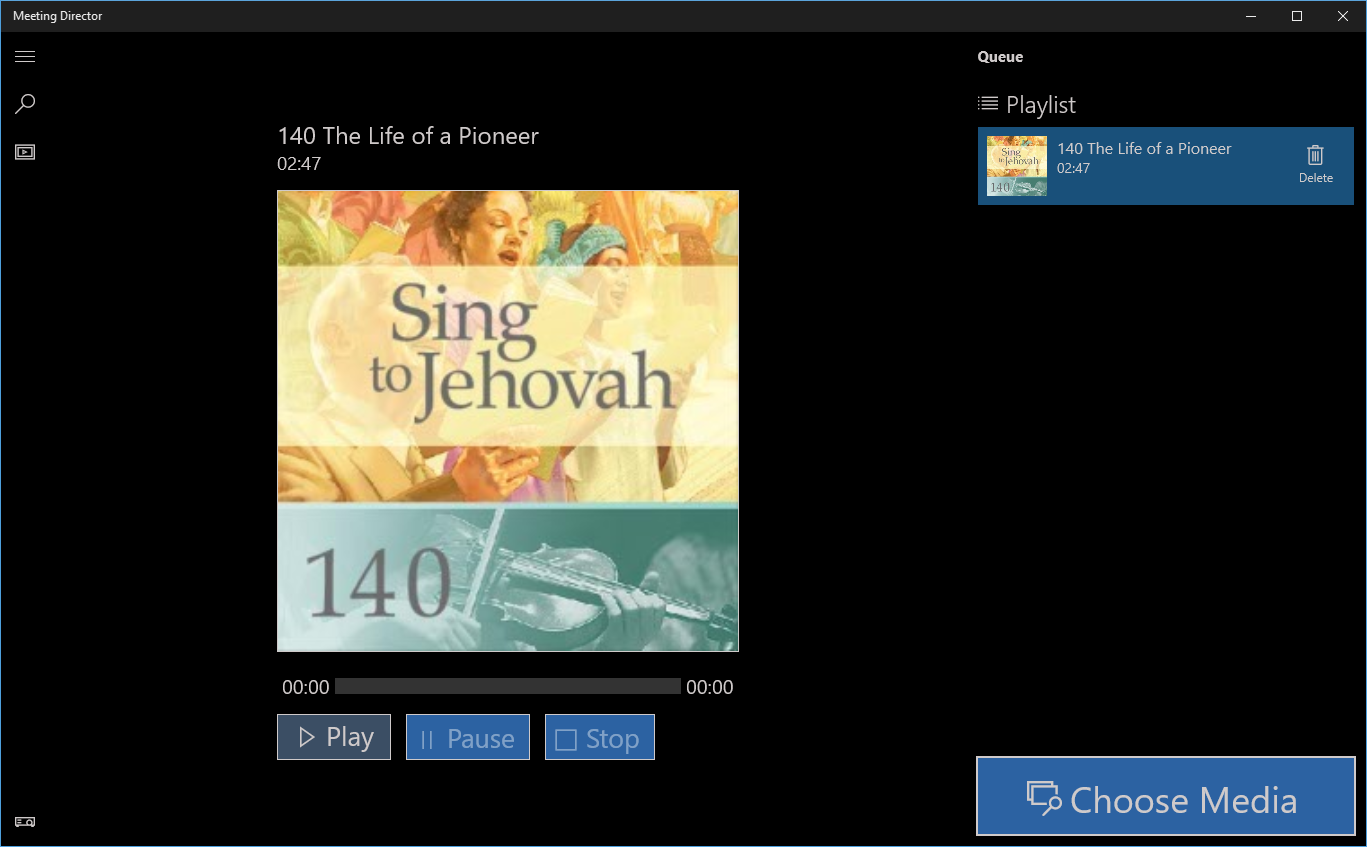 Meeting Director
Queue
Playlist
140 The Life of a Pioneer
02:47
Sing
to Jehovah
140
140 The Life of a Pioneer
02:47
Delete
Sing
to Jehovah
140
00:00
00:00
Play
Pause
Stop
Choose Media